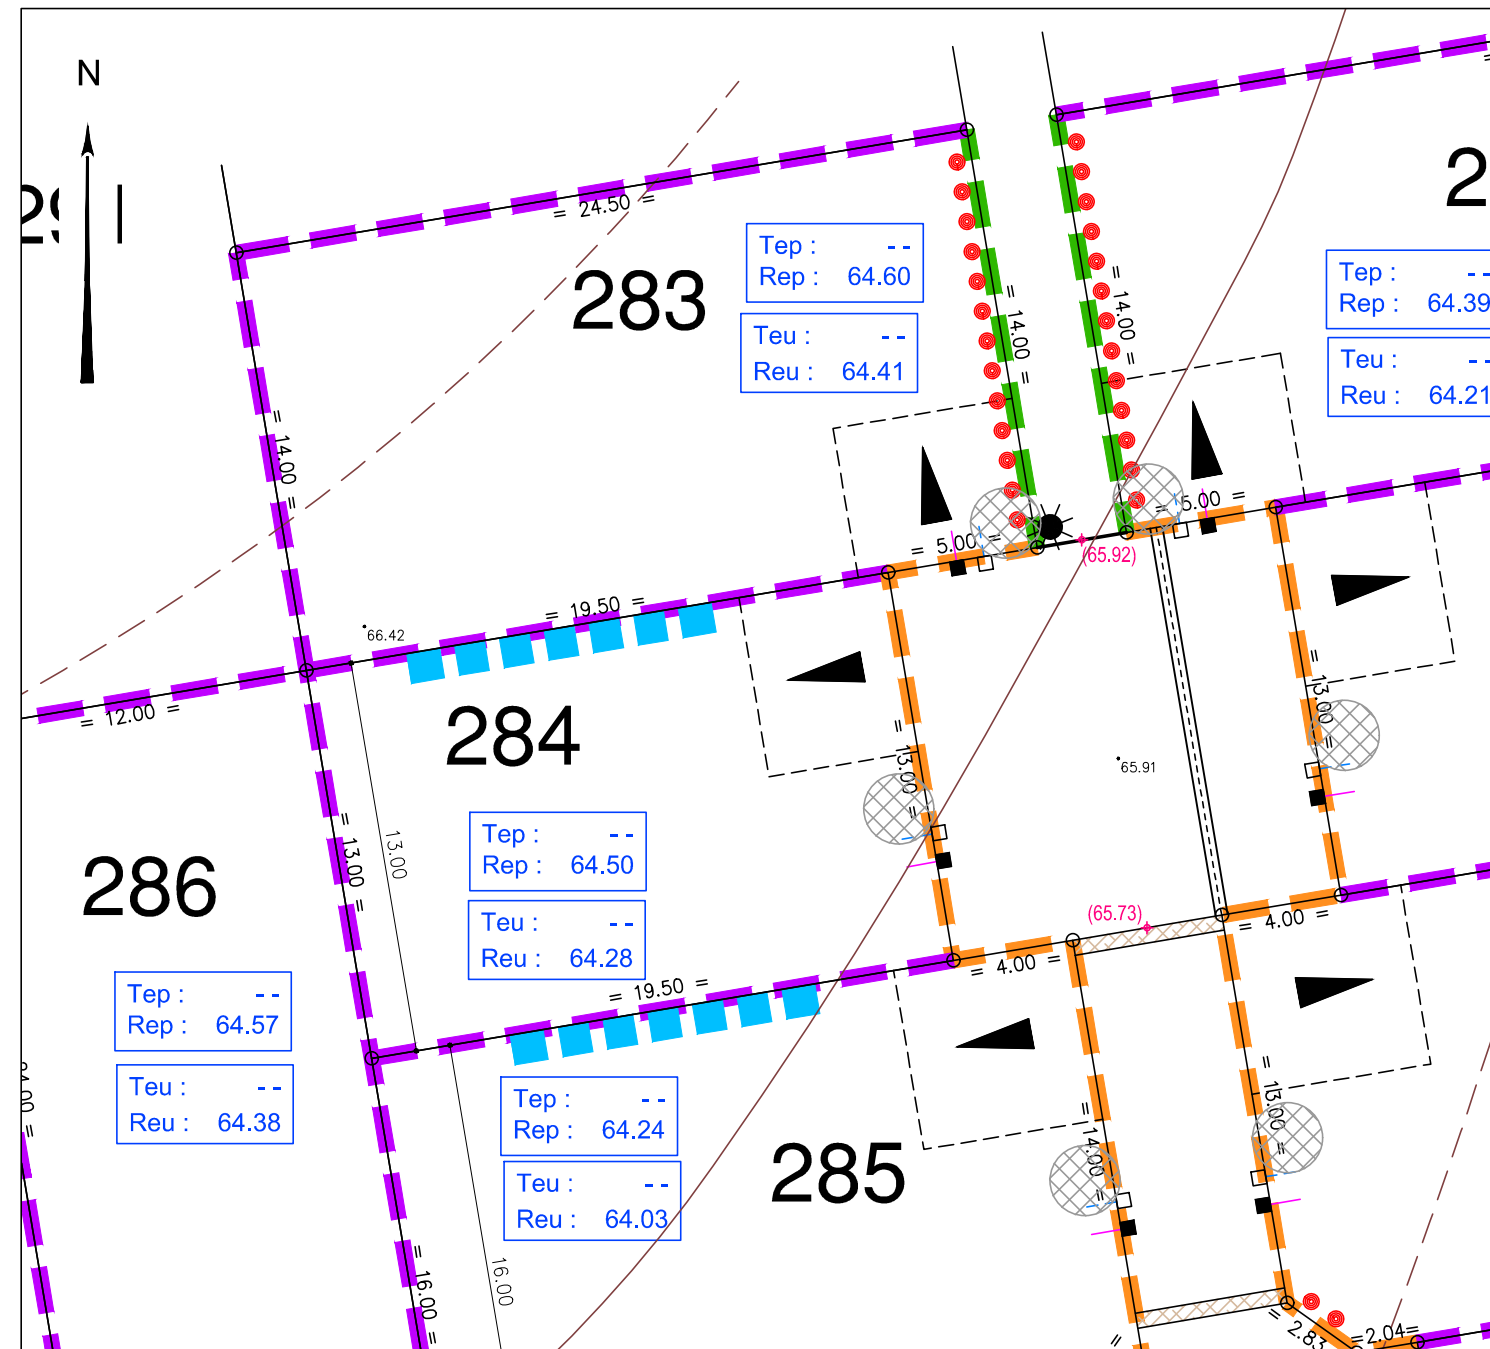 N
= 24.50 =
283
Tep : --
Rep : 64.60
Teu : --
Reu : 64.41
2
Tep : --
Rep : 64.39
Teu : --
Reu : 64.21
= 14.00 =
= 14.00 =
= 14.00 =
= 5.00 =
= 5.00 =
(65.92)
= 19.50 =
66.42
= 12.00 =
284
= 13.00 =
= 13.00 =
65.91
13.00
= 13.00 =
286
Tep : --
Rep : 64.50
Teu : --
Reu : 64.28
(65.73)
= 4.00 =
= 4.00 =
= 19.50 =
Tep : --
Rep : 64.57
Teu : --
Reu : 64.38
Tep : --
Rep : 64.24
Teu : --
Reu : 64.03
285
= 14.00 =
= 13.00 =
= 16.00 =
16.00
= 2.83
=2.04=